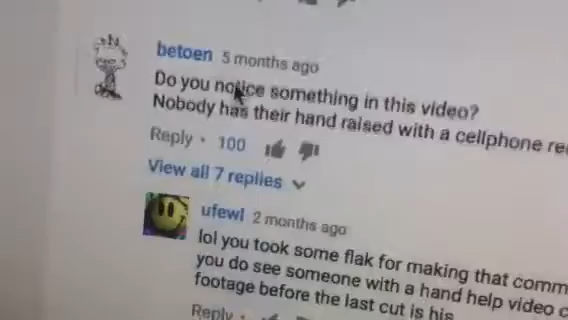 betoen 5 months ago
Do you notice something in this video?
Nobody has their hand raised with a cellphone
Reply • 100
View all 7 replies
ufewl 2 months ago
lol you took some flak for making that
you do see someone with a hand help video
footage before the last cut is his
Reply •